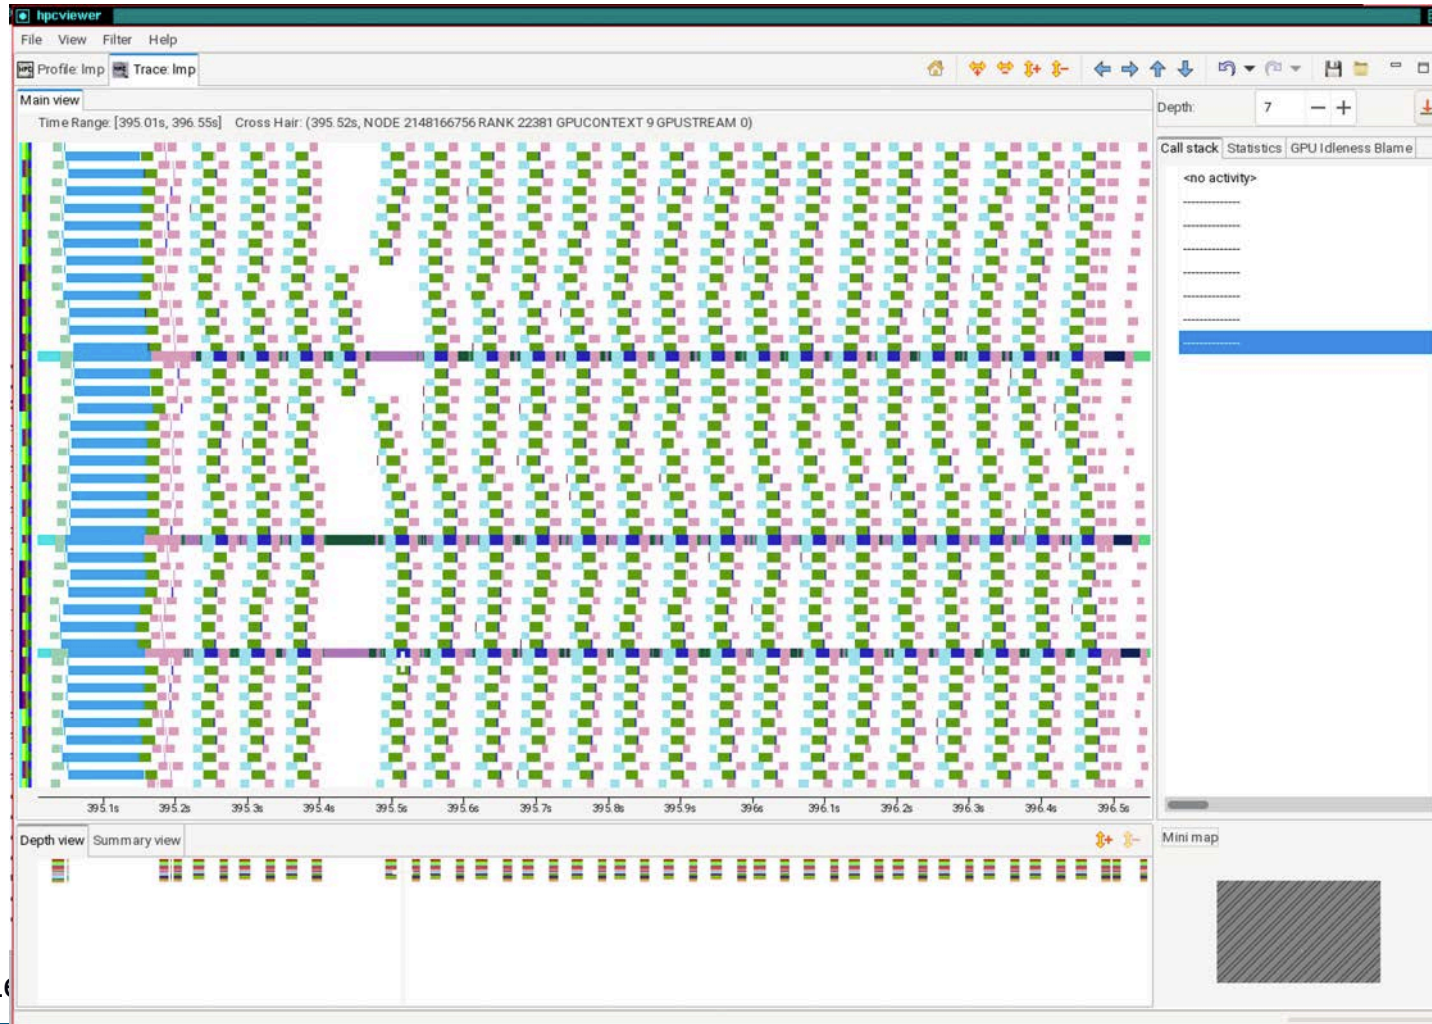 hpcviewer
File View Filter Help
Profile: lmp Trace: lmp
Main view
Time Range: [395.01s, 396.55s] Cross Hair: (395.52s, NODE 2148166756 RANK 22381 GPUCONTEXT 9 GPUSTREAM 0)
Depth: 7
Call stack Statistics GPU Idleness Blame
<no activity>
-------------
-------------
-------------
-------------
-------------
-------------
-------------
395.1s 395.2s 395.3s 395.4s 395.5s 395.6s 395.7s 395.8s 395.9s 396s 396.1s 396.2s 396.3s 396.4s 396.5s
Depth view Summary view
Mini map